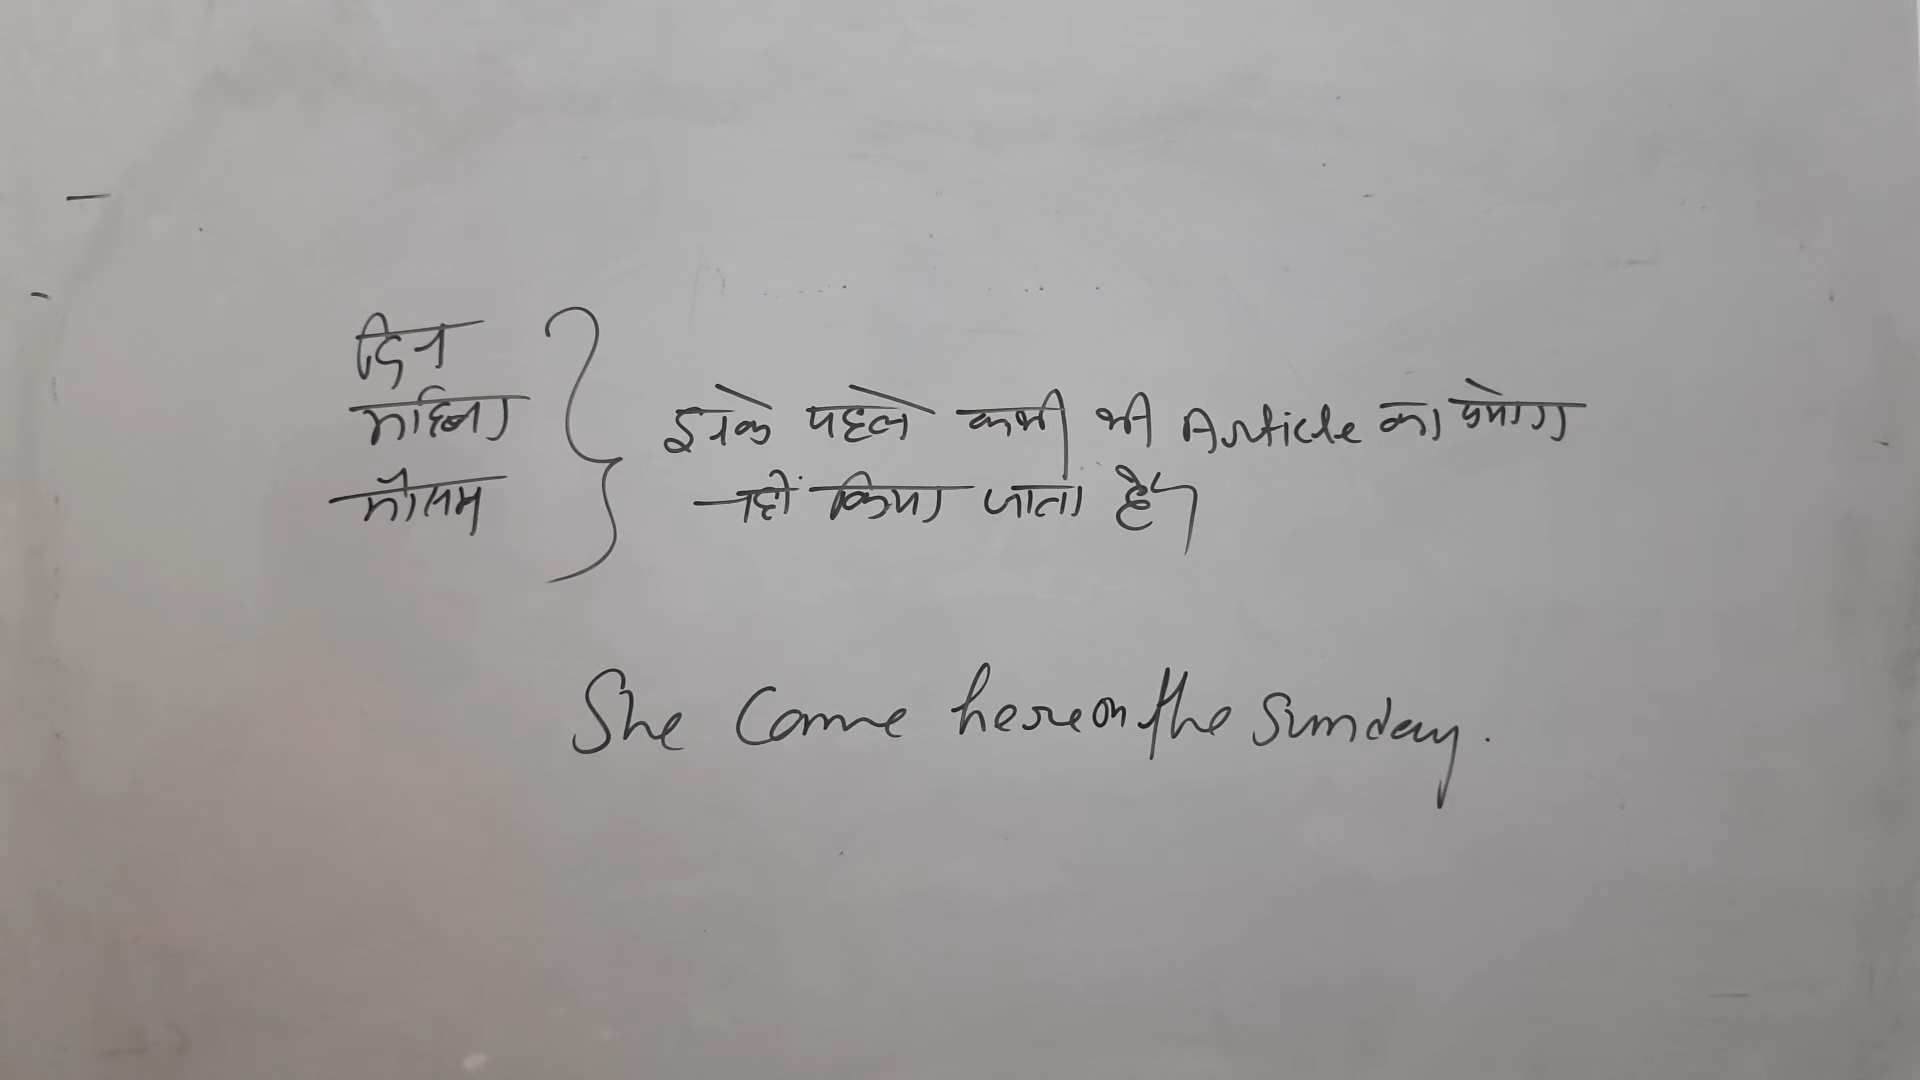 दिन
महिना
मौसम
इनके पहले कभी भी Article का प्रयोग
नहीं किया जाता है।
She Came here on the Sunday.